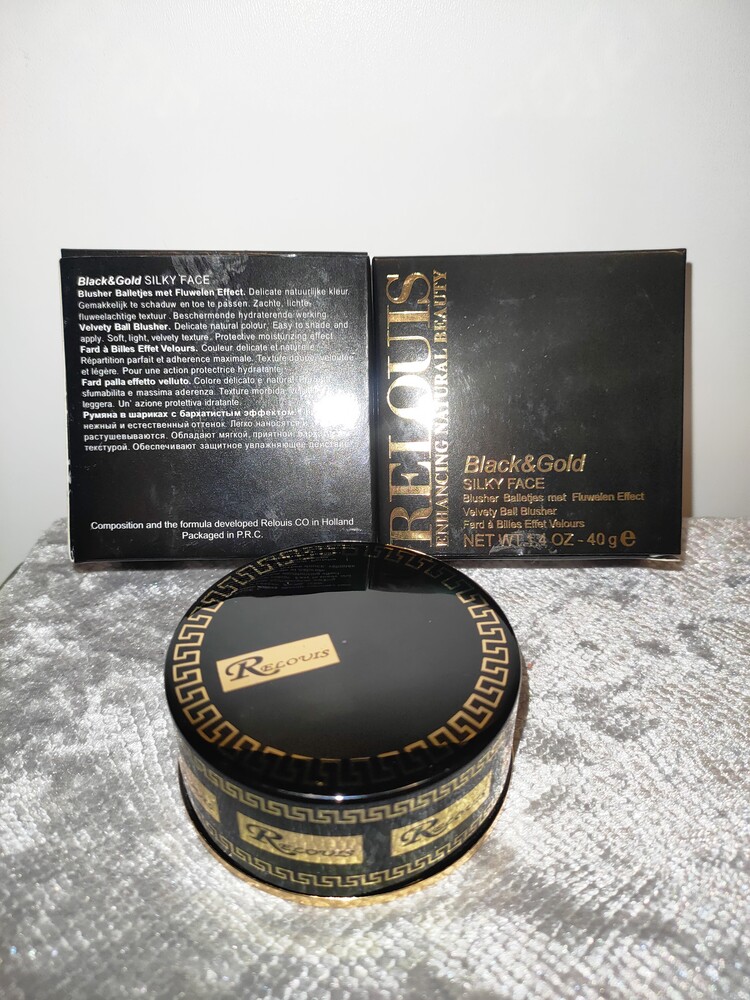 Black&Gold SILKY FACE
Blusher Balletjes met Fluwelen Effect. Delicate natuurlijke kleur.
Gemakkelijk te schaduw en toe te passen. Zachte, lichte
fluweelachtige textuur. Beschermende hydraterende werking
Velvety Ball Blusher. Delicate natural colour, Easy to shade and
apply. Soft, light, velvety texture. Protective moisturizing effect
Fard à Billes Effet Velours. Couleur delicate et naturelle.
Répartition parfait et adherence maximale. Texture douce, veloutée
et légère. Pour une action protectrice hydratante.
Fard palla effetto velluto. Colore delicato e natural
sfumabilita e massima aderenza. Texture morbida,
leggera. Un' azione protettiva idratante.
Румяна в шариках с бархатистым эффектом.
нежный и естественный оттенок. Легко наносятся и
растушевываются. Обладают мягкой, приятной
текстурой. Обеспечивают защитное увлажняющее действие.
Composition and the formula developed Relouis CO in Holland
Packaged in P.R.C.
RELOUIS
ENHANCING NATURAL BEAUTY
Black&Gold
SILKY FACE
Blusher Balletjes met Fluwelen Effect
Velvety Ball Blusher
Fard à Billes Effet Velours
NET WT 1.4 OZ - 40 g e
RELOUIS
RELOUIS
RELOUIS